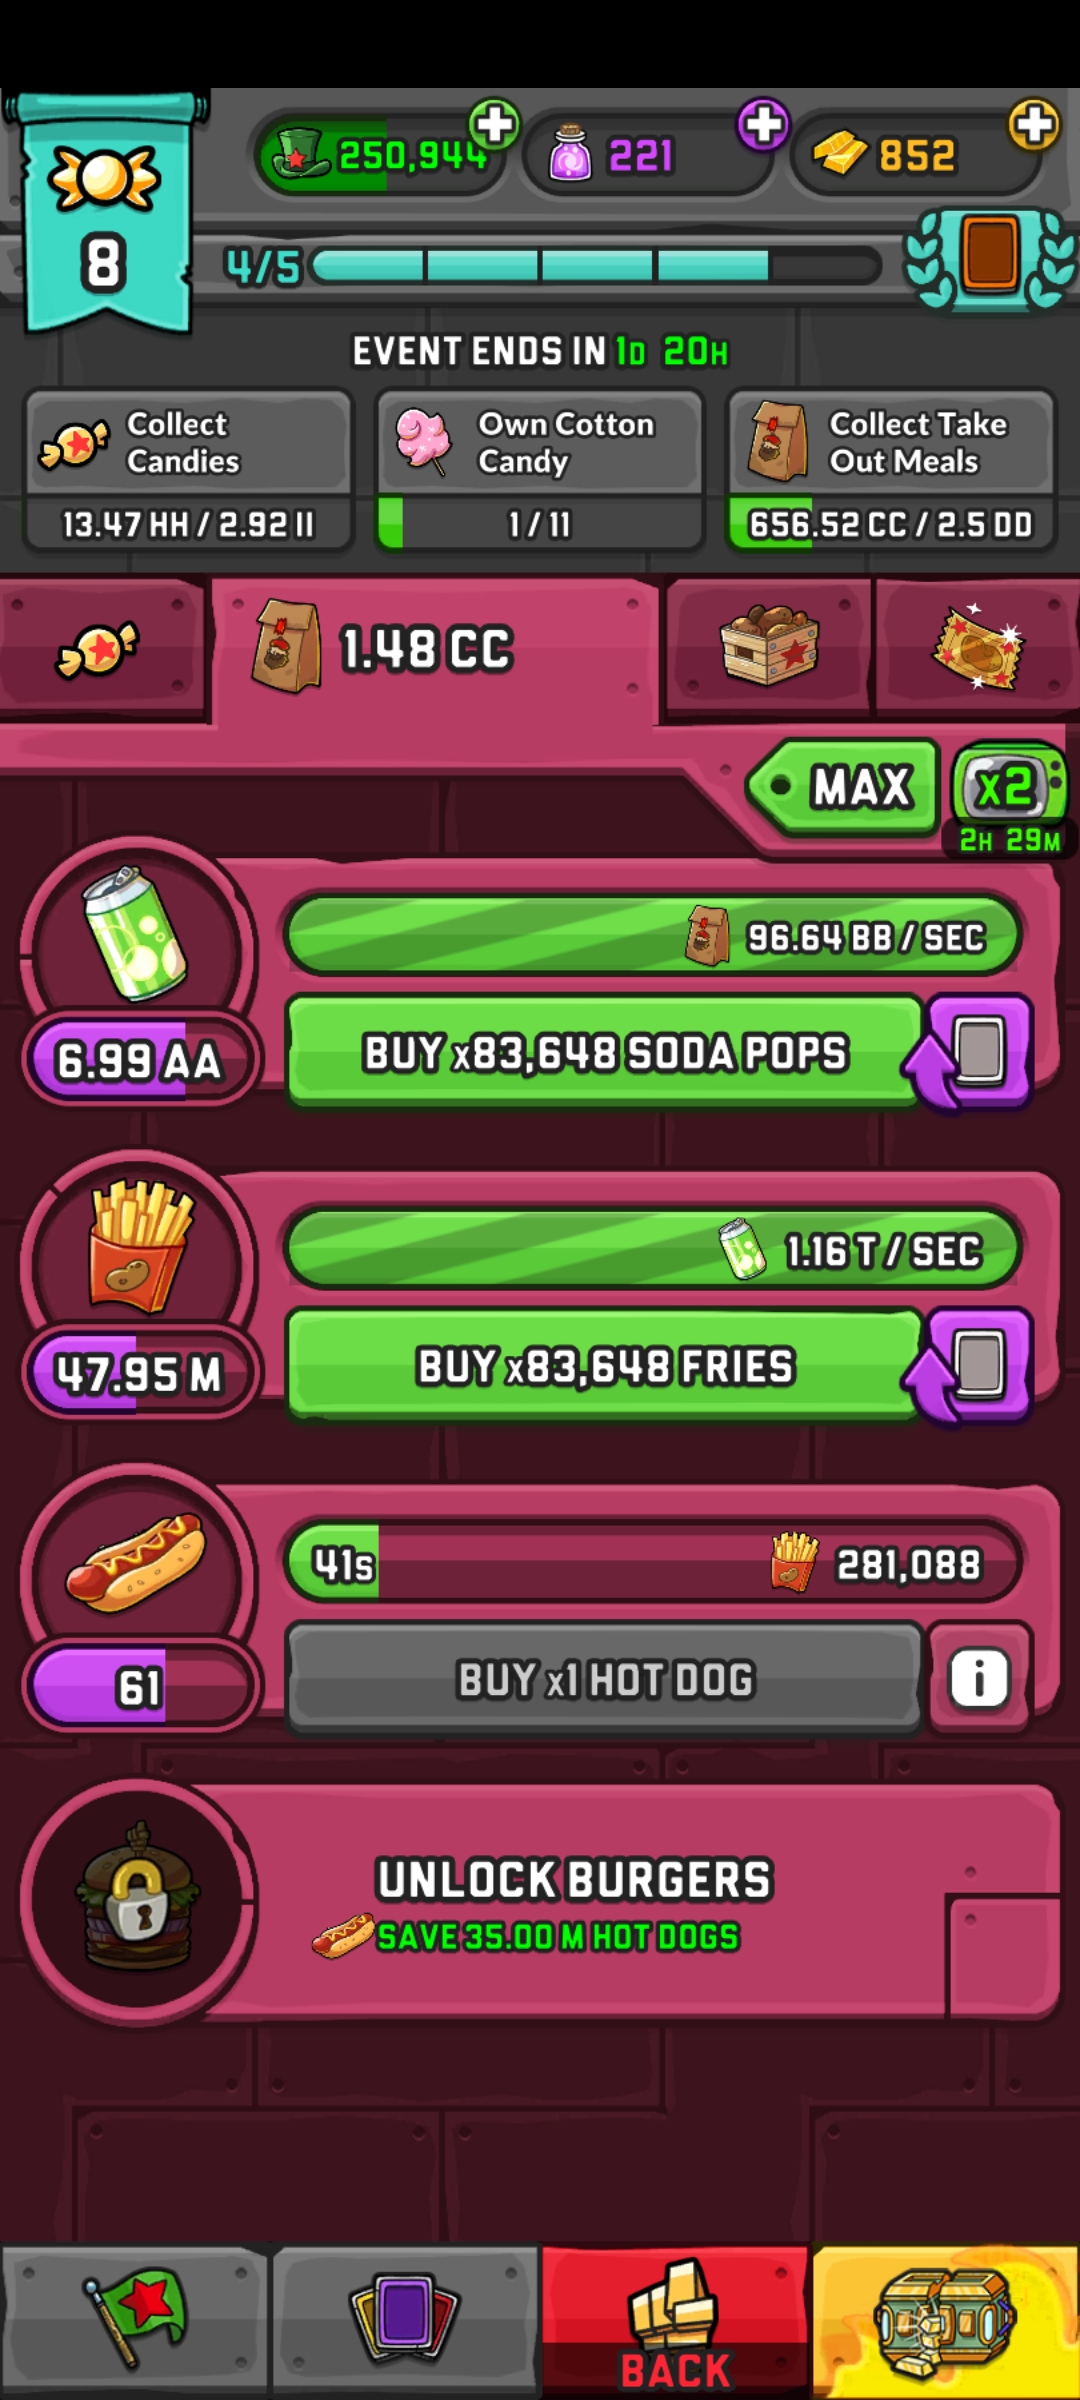 250,944
221
852
8
4/5
EVENT ENDS IN 1D 20H
Collect
Candies
13.47 HH / 2.92 II
Own Cotton
Candy
1 / 11
Collect Take
Out Meals
656.52 CC / 2.5 DD
1.48 CC
MAX
x2
2H 29M
96.64 BB / SEC
6.99 AA
BUY x83,648 SODA POPS
1.16 T / SEC
47.95 M
BUY x83,648 FRIES
41s
281,088
61
BUY x1 HOT DOG
i
UNLOCK BURGERS
SAVE 35.00 M HOT DOGS
BACK